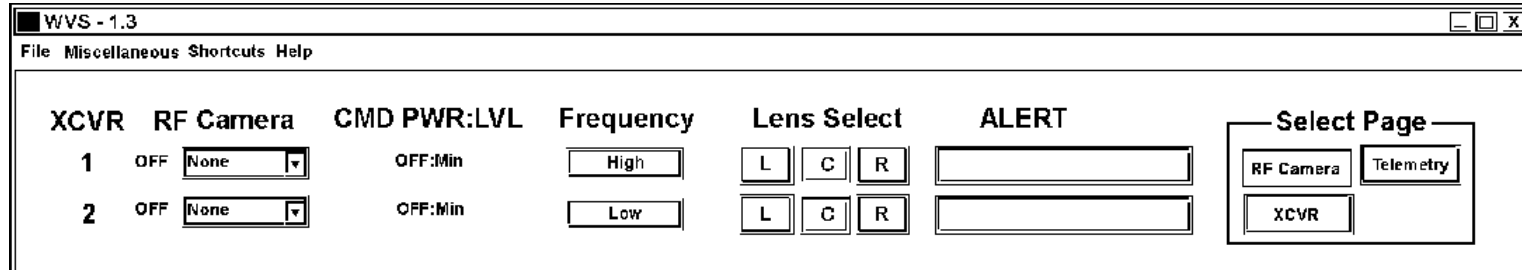 WVS - 1.3
File Miscellaneous Shortcuts Help
XCVR RF Camera CMD PWR:LVL Frequency Lens Select ALERT Select Page
1 OFF None OFF:Min High L C R RF Camera Telemetry
2 OFF None OFF:Min Low L C R XCVR